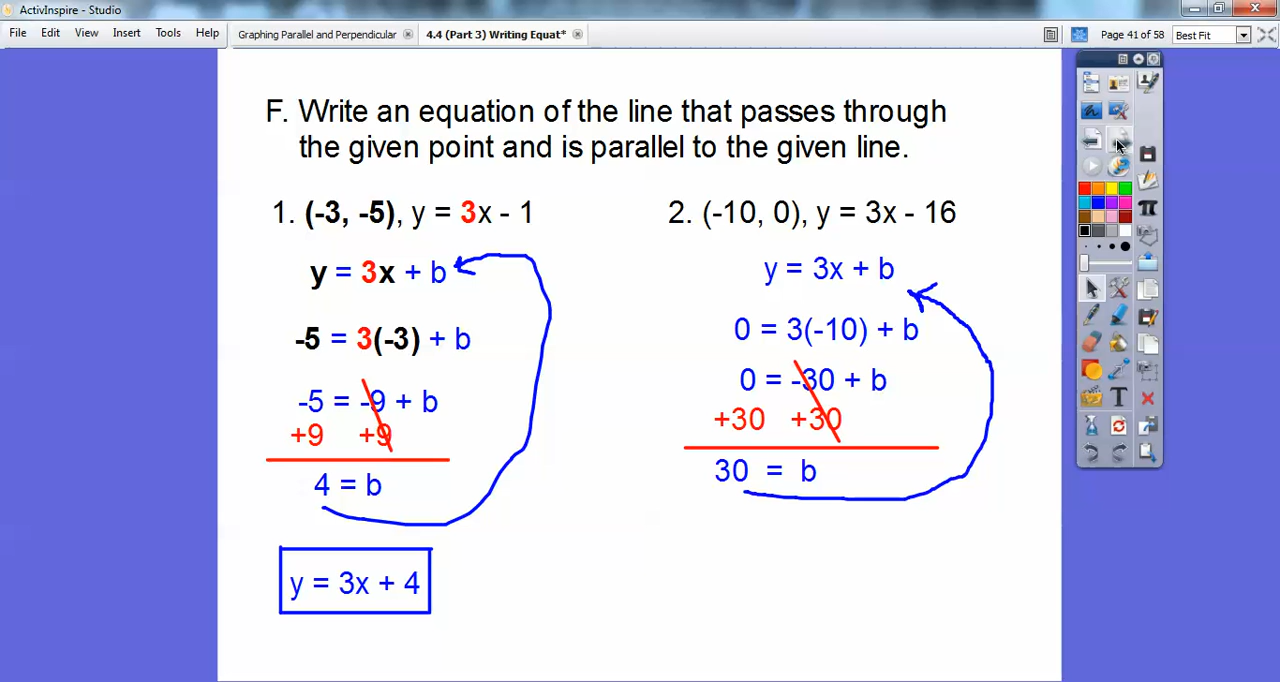 ActivInspire - Studio
File Edit View Insert Tools Help
Graphing Parallel and Perpendicular
4.4 (Part 3) Writing Equat*
Page 41 of 58
Best Fit
F. Write an equation of the line that passes through
the given point and is parallel to the given line.
1. (-3, -5), y = 3x - 1
y = 3x + b
-5 = 3(-3) + b
-5 = -9 + b
+9 +9
4 = b
y = 3x + 4
2. (-10, 0), y = 3x - 16
y = 3x + b
0 = 3(-10) + b
0 = -30 + b
+30 +30
30 = b